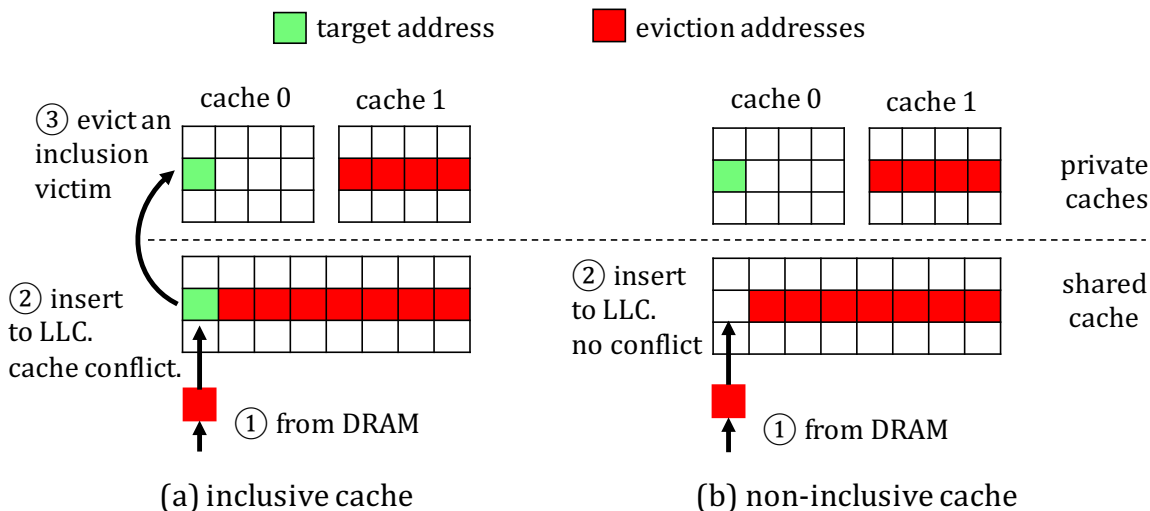 target address
eviction addresses
cache 0
cache 1
③ evict an
inclusion
victim
② insert
to LLC.
cache conflict.
① from DRAM
(a) inclusive cache
cache 0
cache 1
private
caches
② insert
to LLC.
no conflict
shared
cache
① from DRAM
(b) non-inclusive cache